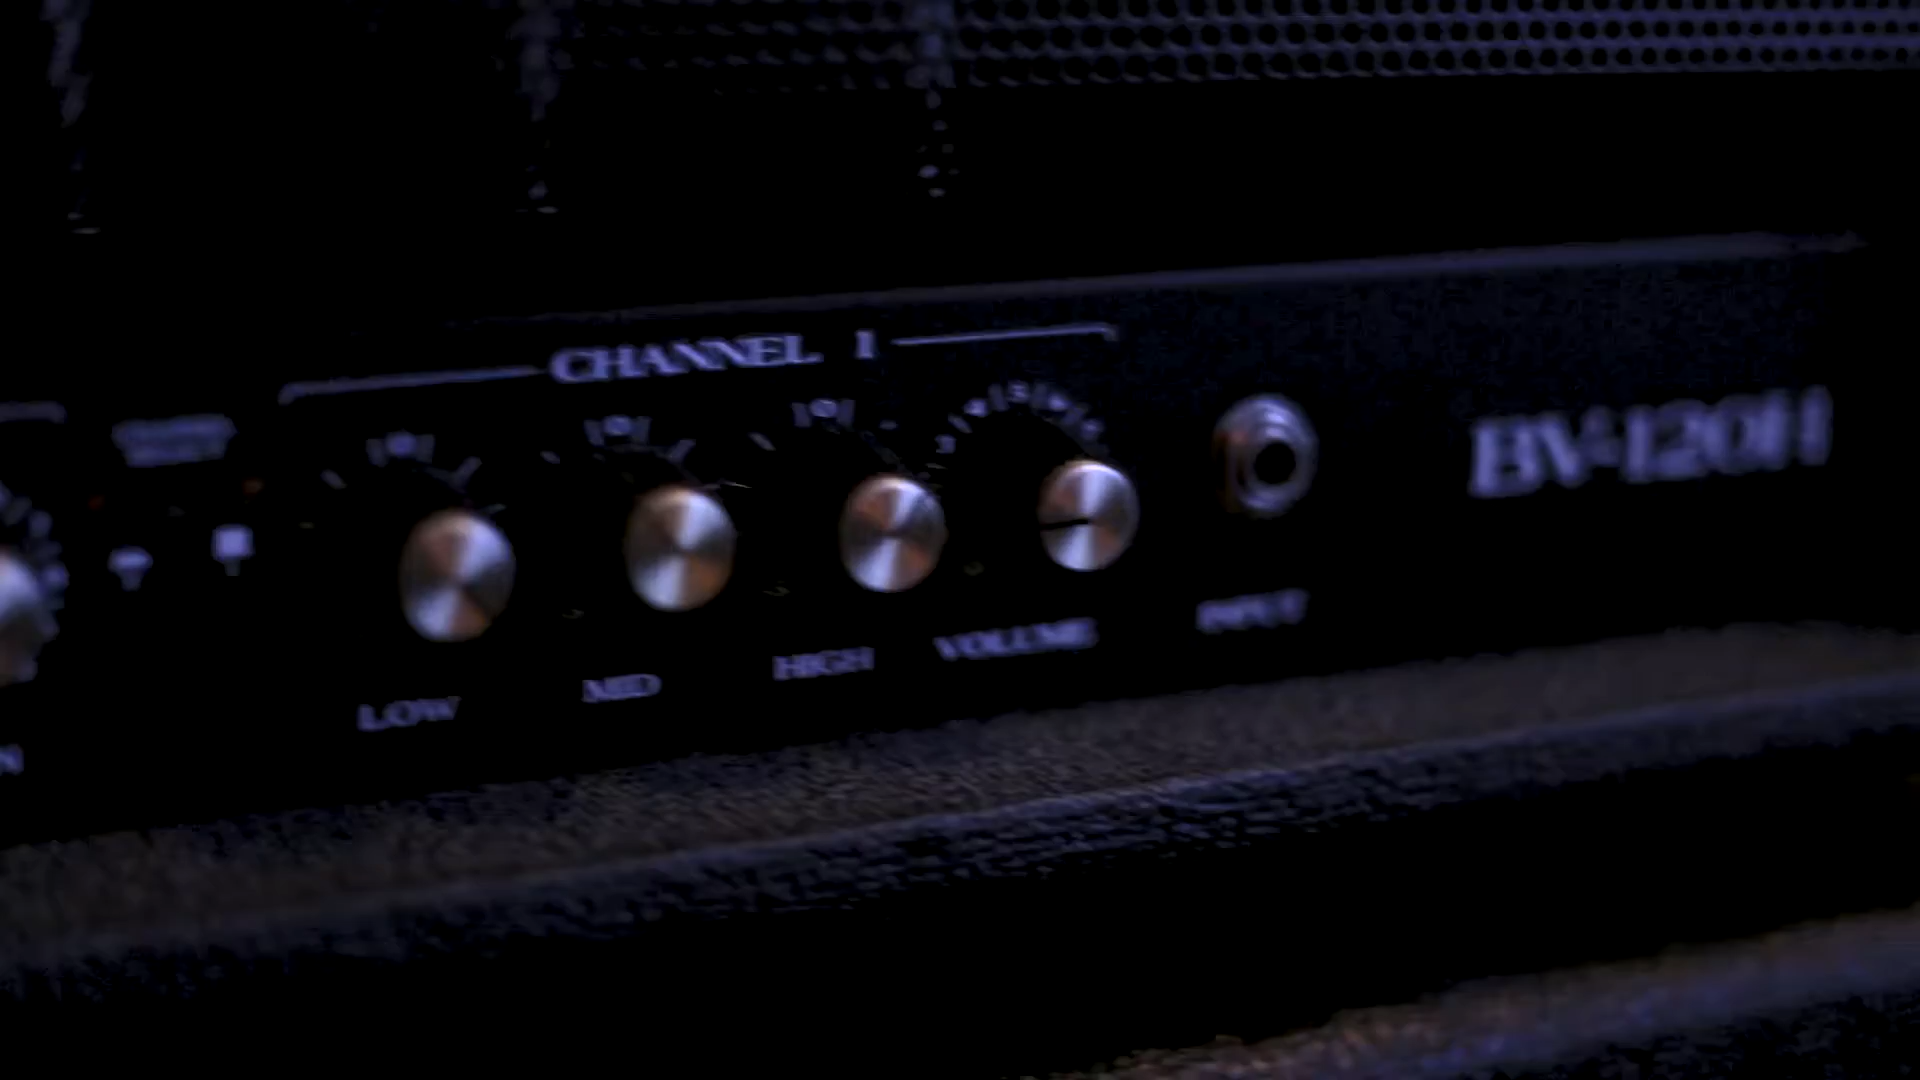 CHANNEL 1
LOW
MID
HIGH
VOLUME
INPUT
BV-120H